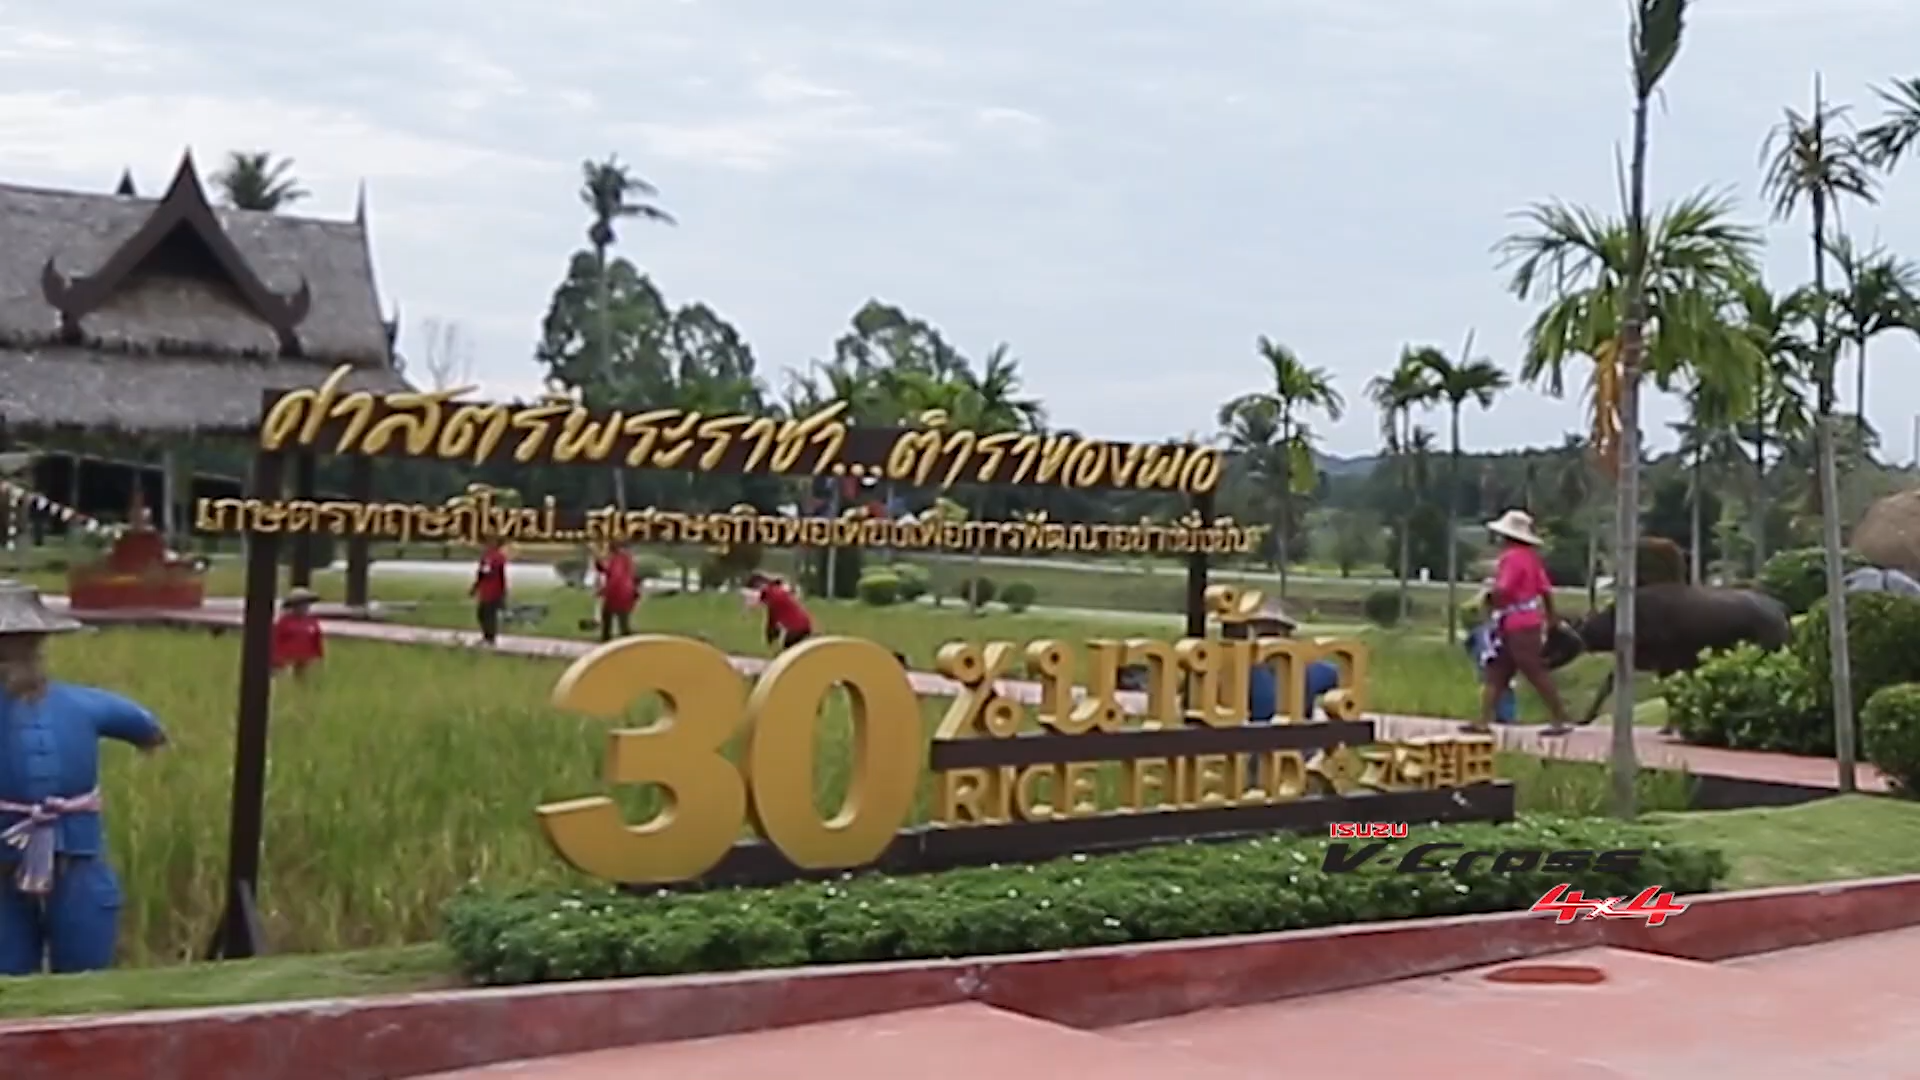 ศาสตร์พระราชา...ตำราของพ่อ
เกษตรทฤษฎีใหม่...สู่เศรษฐกิจพอเพียงเพื่อการพัฒนาอย่างยั่งยืน
30 % นาข้าว
RICE FIELD 水稻田
ISUZU
V-Cross
4x4